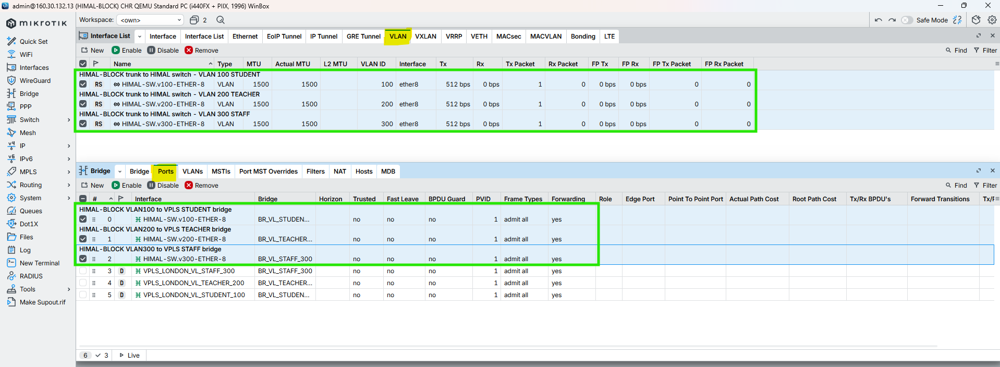 admin@160.30.132.13 (HIMAL-BLOCK) CHR QEMU Standard PC (i440FX + PIIX, 1996) WinBox
MikroTik
Workspace: <own> 2 Safe Mode
Quick Set
WiFi
Interfaces
WireGuard
Bridge
PPP
Switch
Mesh
IP
IPv6
MPLS
Routing
System
Queues
Dot1X
Files
Log
New Terminal
RADIUS
Tools
Make Supout.rif
Interface List Interface Interface List Ethernet EoIP Tunnel IP Tunnel GRE Tunnel VLAN VXLAN VRRP VETH MACsec MACVLAN Bonding LTE
New Enable Disable Remove Find Filter
Name Type MTU Actual MTU L2 MTU VLAN ID Interface Tx Rx Tx Packet Rx Packet FP Tx FP Rx FP Tx Packet FP Rx Packet
HIMAL-BLOCK trunk to HIMAL switch - VLAN 100 STUDENT
RS HIMAL-SW.v100-ETHER-8 VLAN 1500 1500 100 ether8 512 bps 0 bps 1 0 0 bps 0 bps 0 0
HIMAL-BLOCK trunk to HIMAL switch - VLAN 200 TEACHER
RS HIMAL-SW.v200-ETHER-8 VLAN 1500 1500 200 ether8 512 bps 0 bps 1 0 0 bps 0 bps 0 0
HIMAL-BLOCK trunk to HIMAL switch - VLAN 300 STAFF
RS HIMAL-SW.v300-ETHER-8 VLAN 1500 1500 300 ether8 512 bps 0 bps 1 0 0 bps 0 bps 0 0
Bridge Bridge Ports VLANs MSTIs Port MST Overrides Filters NAT Hosts MDB
New Enable Disable Remove Find Filter
# Interface Bridge Horizon Trusted Fast Leave BPDU Guard PVID Frame Types Forwarding Role Edge Port Point To Point Port Actual Path Cost Root Path Cost Tx/Rx BPDU's Forward Transitions Tx/
HIMAL-BLOCK VLAN100 to VPLS STUDENT bridge
0 HIMAL-SW.v100-ETHER-8 BR_VL_STUDEN... no no no 1 admit all yes
HIMAL-BLOCK VLAN200 to VPLS TEACHER bridge
1 HIMAL-SW.v200-ETHER-8 BR_VL_TEACHER... no no no 1 admit all yes
HIMAL-BLOCK VLAN300 to VPLS STAFF bridge
2 HIMAL-SW.v300-ETHER-8 BR_VL_STAFF_300 no no no 1 admit all yes
3 D VPLS_LONDON_VL_STAFF_300 BR_VL_STAFF_300 no no no 1 admit all yes
4 D VPLS_LONDON_VL_TEACHER_200 BR_VL_TEACHER... no no no 1 admit all yes
5 D VPLS_LONDON_VL_STUDENT_100 BR_VL_STUDEN... no no no 1 admit all yes
6 3 Live